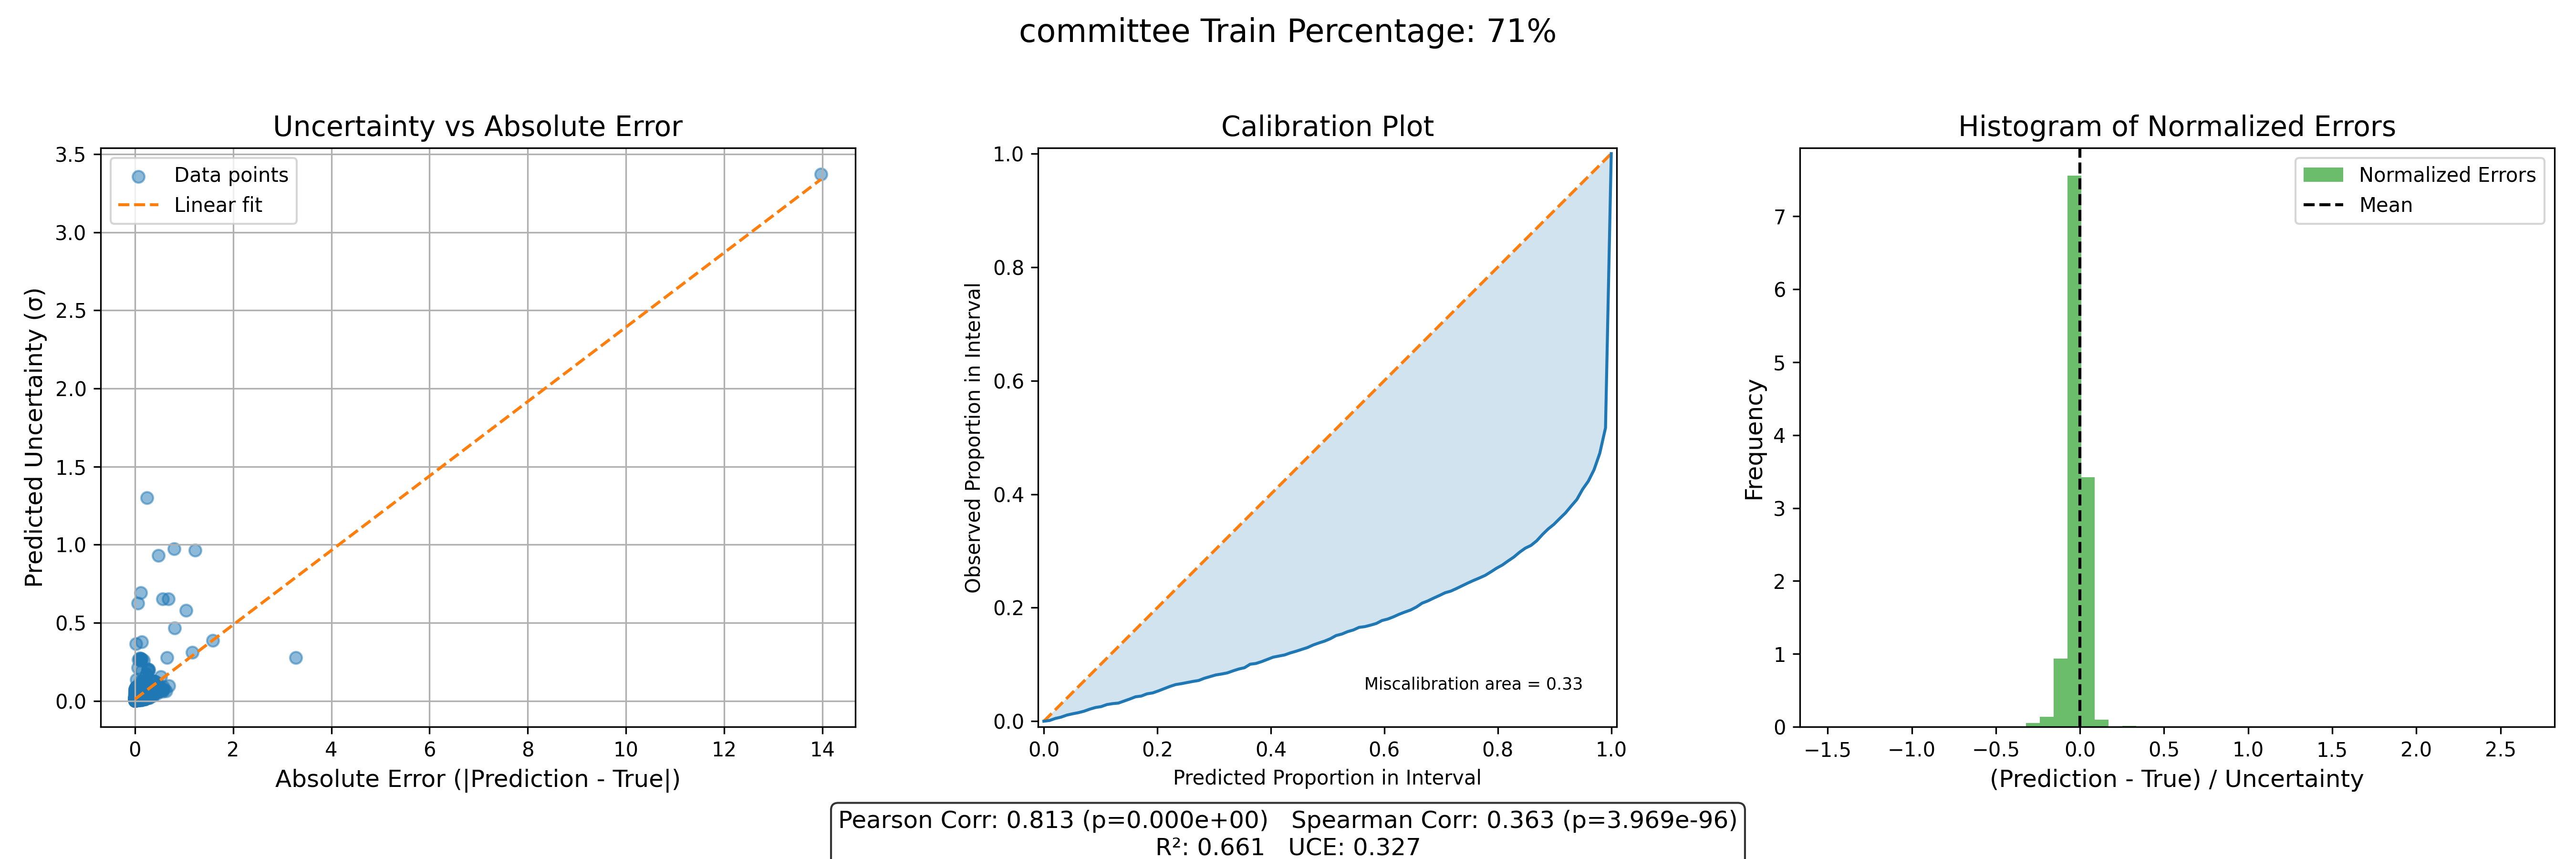 committee Train Percentage: 71%
Uncertainty vs Absolute Error
3.5
3.0
2.5
2.0
1.5
1.0
0.5
0.0
Predicted Uncertainty (σ)
Data points
Linear fit
0 2 4 6 8 10 12 14
Absolute Error (|Prediction - True|)
Calibration Plot
1.0
0.8
0.6
0.4
0.2
0.0
Observed Proportion in Interval
Miscalibration area = 0.33
0.0 0.2 0.4 0.6 0.8 1.0
Predicted Proportion in Interval
Histogram of Normalized Errors
7
6
5
4
3
2
1
0
Frequency
Normalized Errors
Mean
−1.5 −1.0 −0.5 0.0 0.5 1.0 1.5 2.0 2.5
(Prediction - True) / Uncertainty
Pearson Corr: 0.813 (p=0.000e+00) Spearman Corr: 0.363 (p=3.969e-96)
R²: 0.661 UCE: 0.327